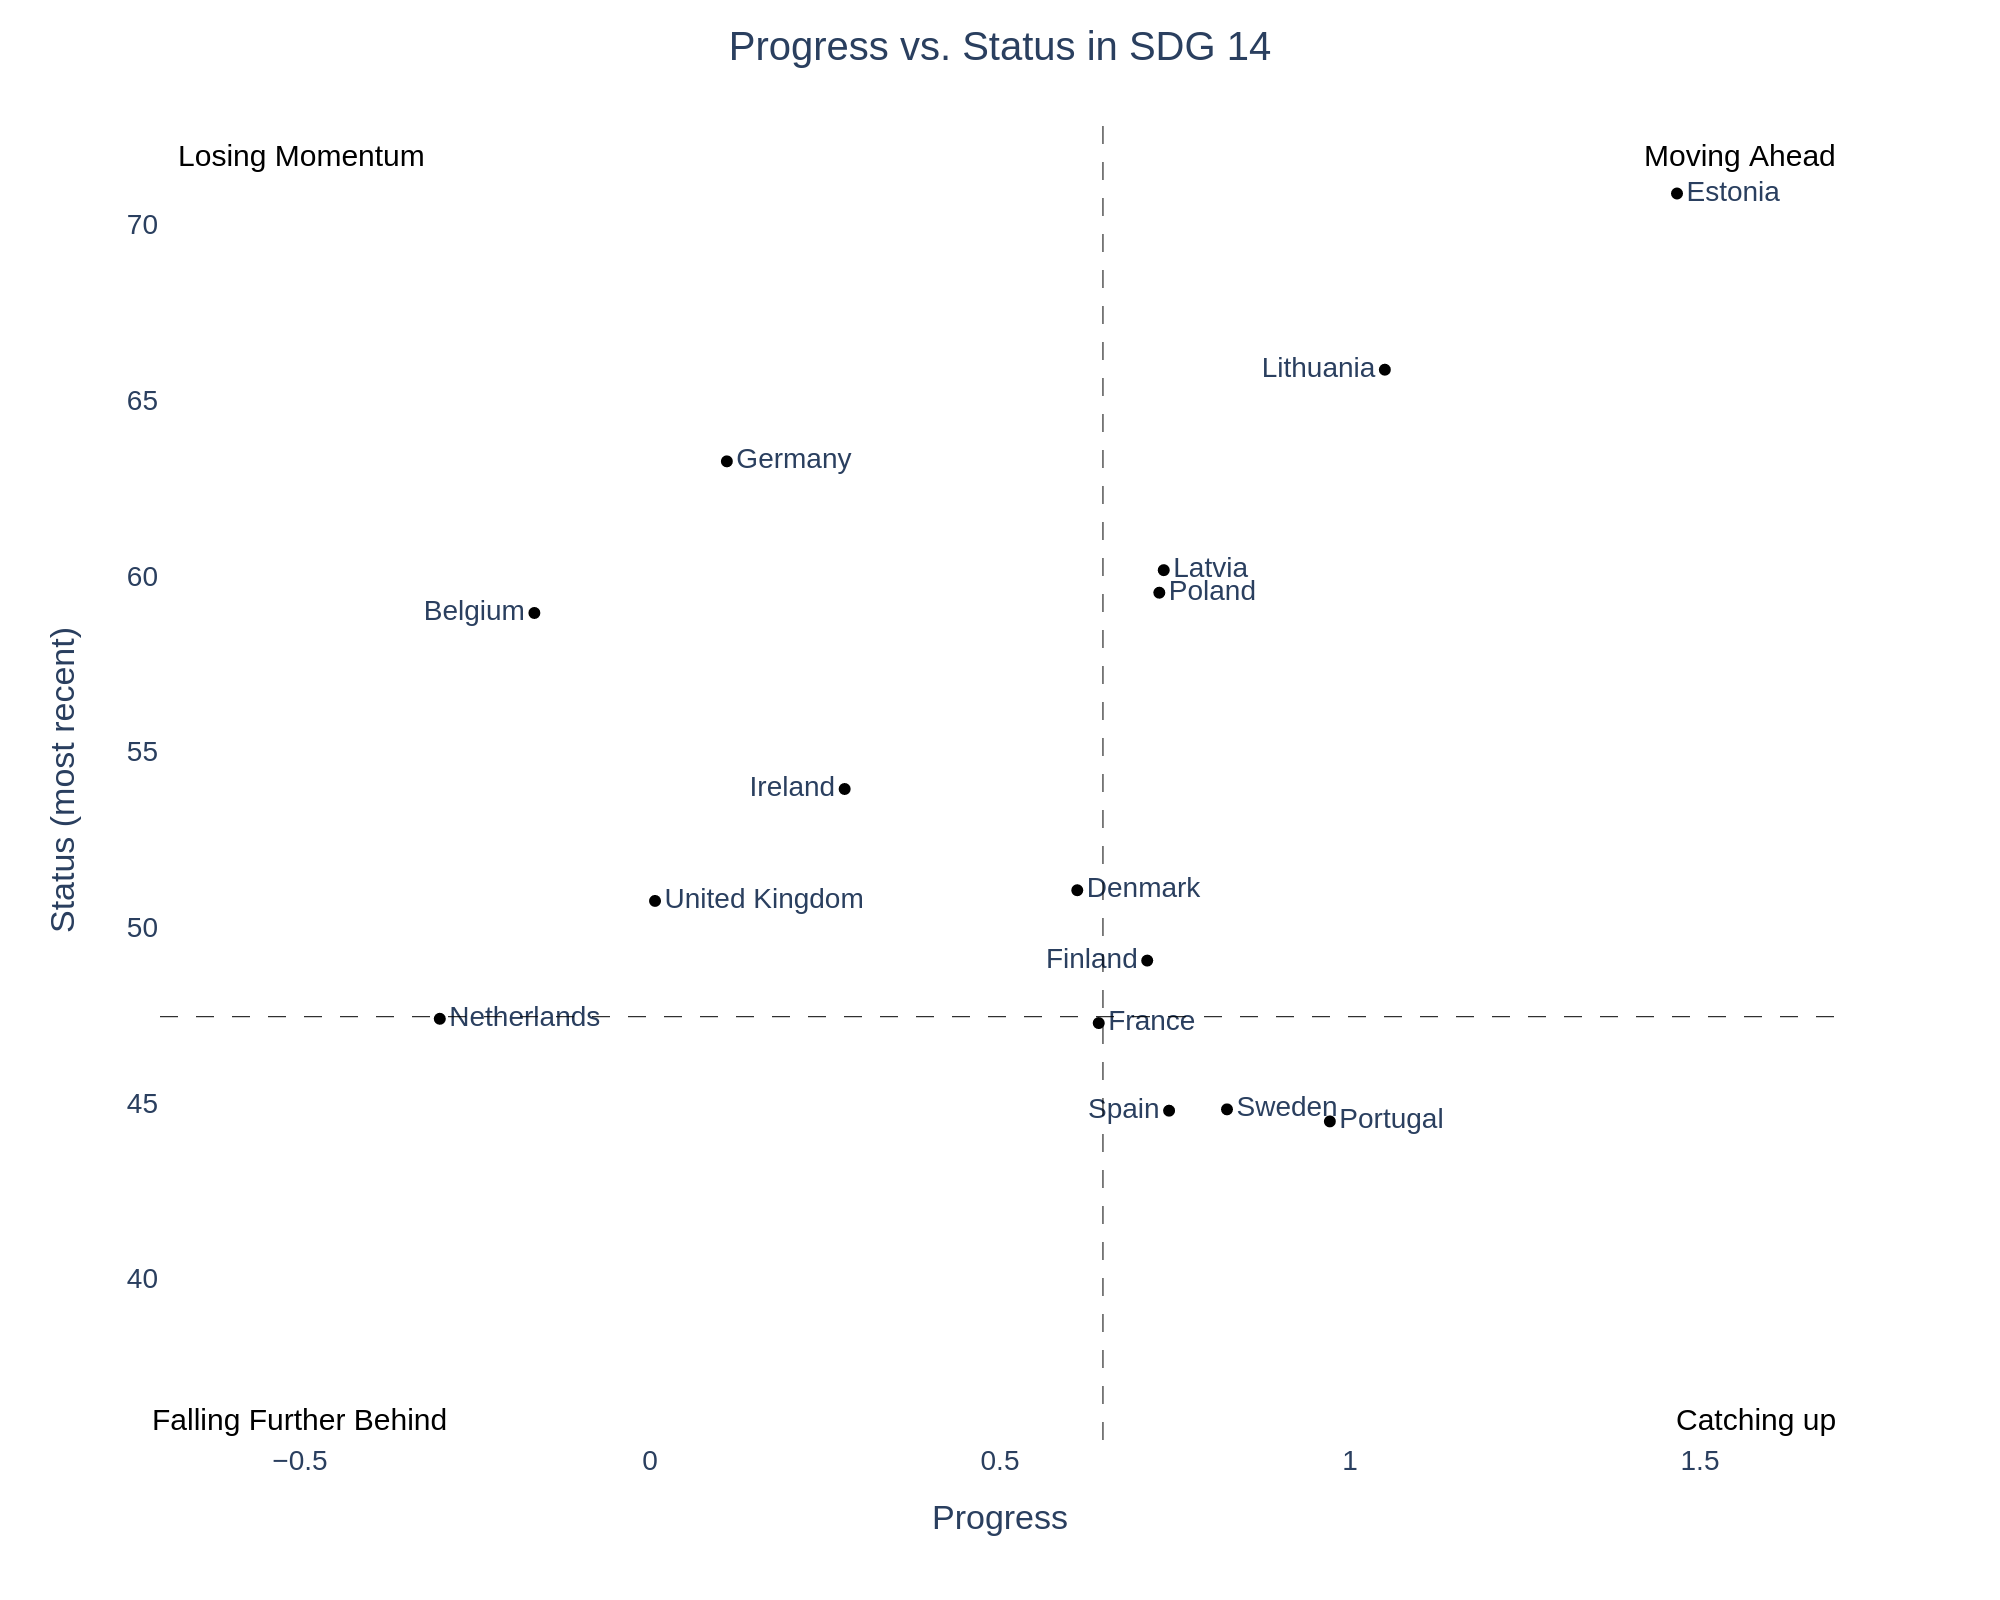 Progress vs. Status in SDG 14
Losing Momentum
Moving Ahead
Estonia
70
Lithuania
65
Germany
Latvia
60
Poland
Belgium
55
Ireland
Denmark
United Kingdom
50
Finland
Netherlands
France
45
Sweden
Spain
Portugal
40
Status (most recent)
Falling Further Behind
Catching up
−0.5
0
0.5
1
1.5
Progress